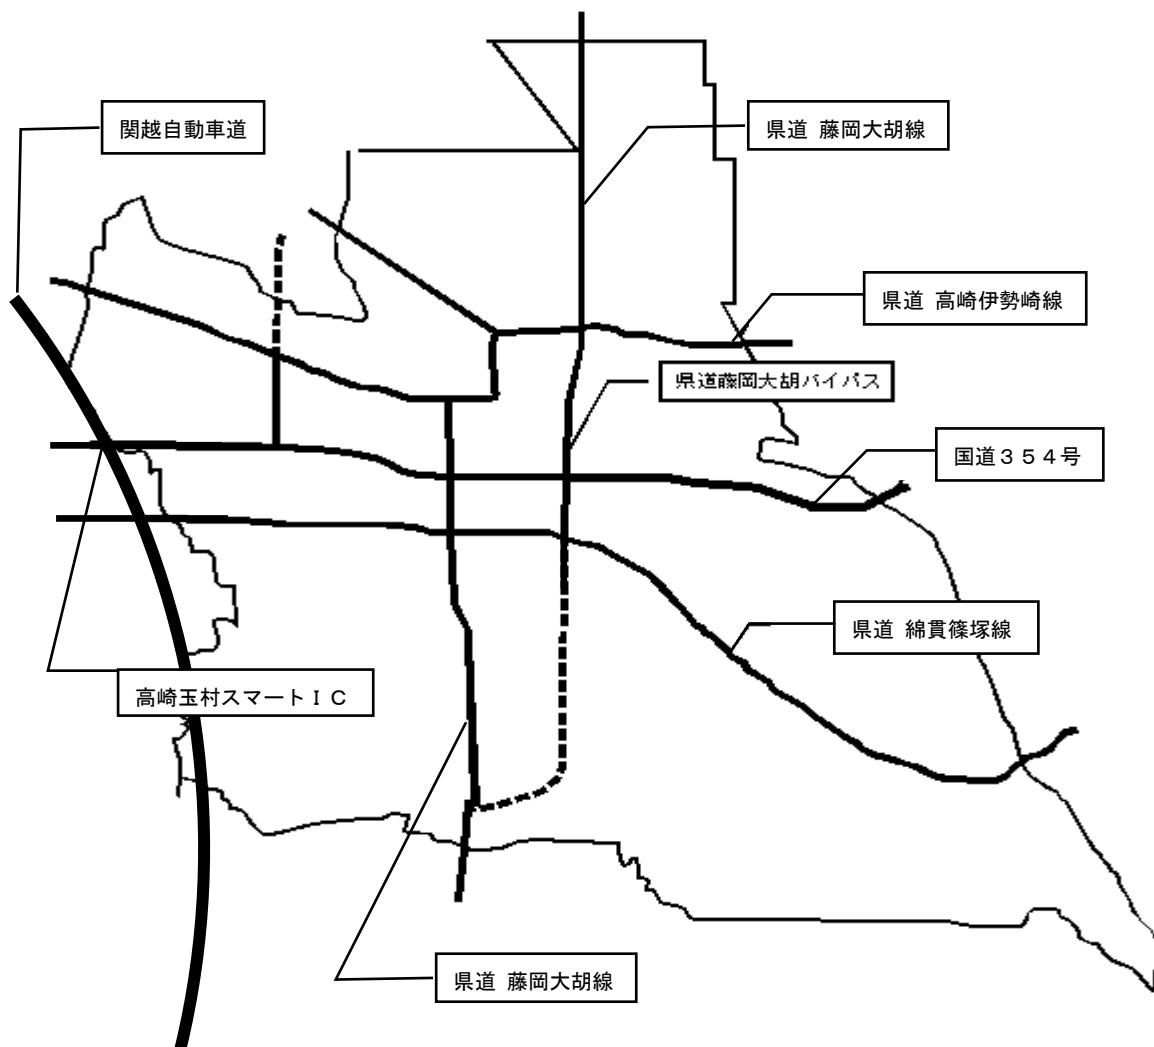 関越自動車道
県道 藤岡大胡線
県道 高崎伊勢崎線
県道藤岡大胡バイパス
国道３５４号
県道 綿貫篠塚線
高崎玉村スマートＩＣ
県道 藤岡大胡線